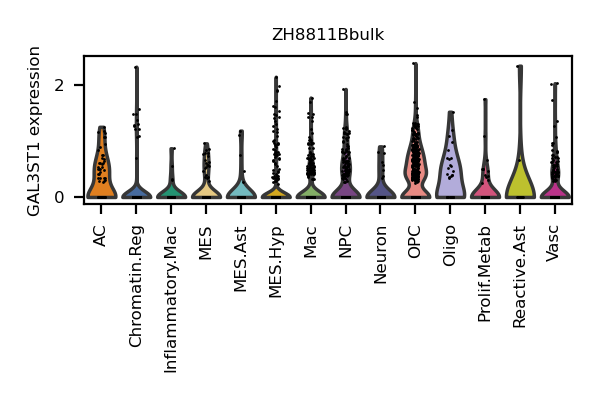 ZH8811Bbulk
GAL3ST1 expression
2
0
AC
Chromatin.Reg
Inflammatory.Mac
MES
MES.Ast
MES.Hyp
Mac
NPC
Neuron
OPC
Oligo
Prolif.Metab
Reactive.Ast
Vasc